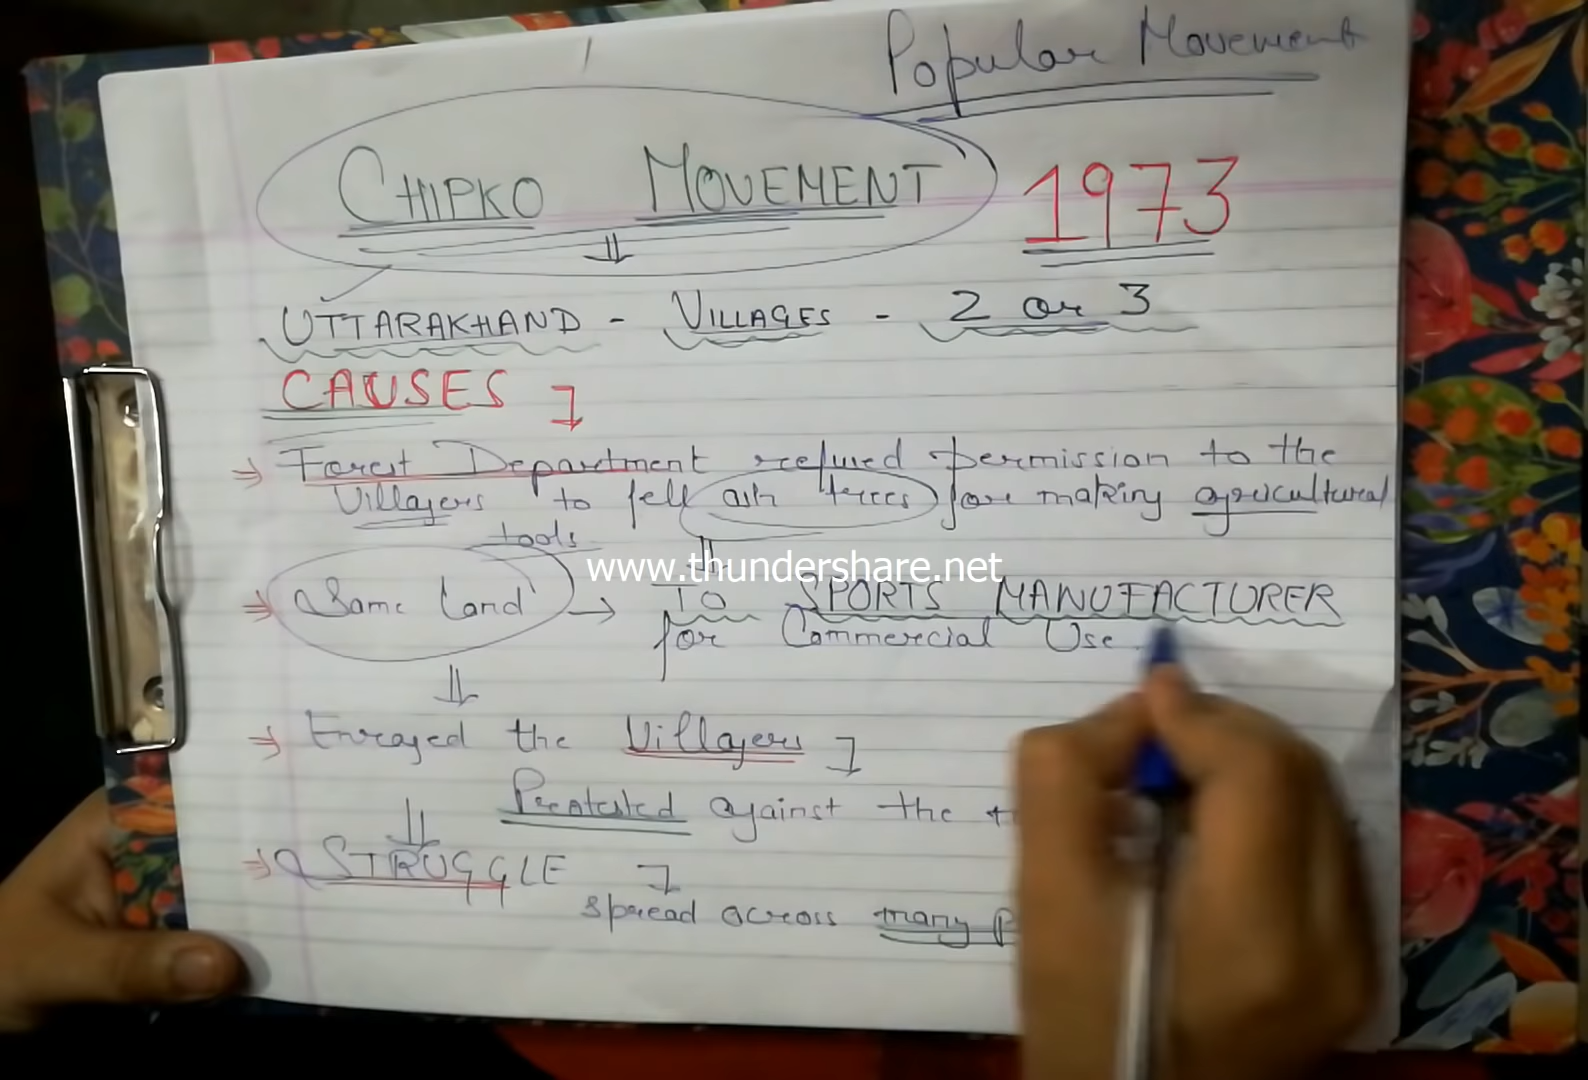 Popular Movement
CHIPKO MOVEMENT 1973
UTTARAKHAND - VILLAGES - 2 or 3
CAUSES
⇒ Forest Department refused permission to the
Villagers to fell ash trees for making agricultural
tools
www.thundershare.net
⇒ Same land → TO SPORTS MANUFACTURER
for Commercial Use.
⇒ Enraged the Villagers
Protested against the
⇒ STRUGGLE
spread across many